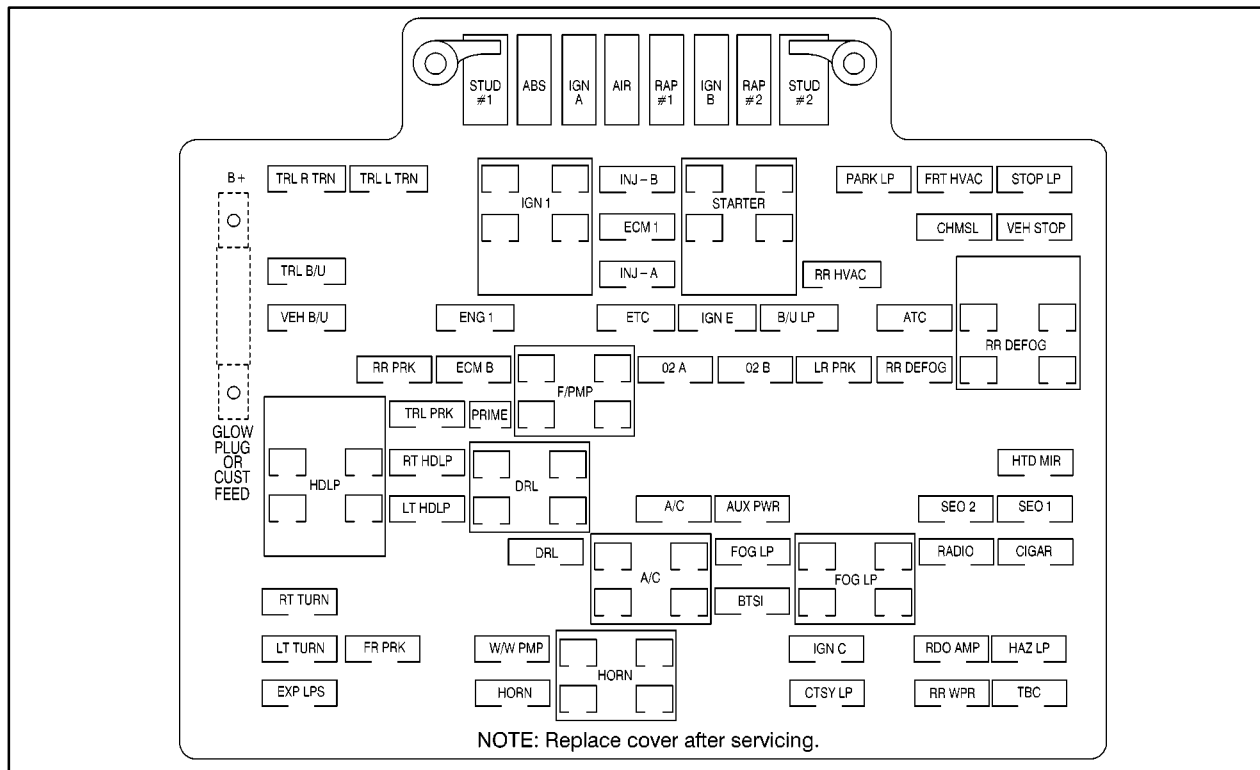 STUD #1
ABS
IGN A
AIR
RAP #1
IGN B
RAP #2
STUD #2
B+
TRL R TRN
TRL L TRN
IGN 1
INJ – B
STARTER
PARK LP
FRT HVAC
STOP LP
ECM 1
CHMSL
VEH STOP
TRL B/U
INJ – A
RR HVAC
VEH B/U
ENG 1
ETC
IGN E
B/U LP
ATC
RR DEFOG
RR PRK
ECM B
F/PMP
02 A
02 B
LR PRK
RR DEFOG
TRL PRK
PRIME
GLOW
PLUG
OR
CUST
FEED
HDLP
RT HDLP
DRL
HTD MIR
LT HDLP
A/C
AUX PWR
SEO 2
SEO 1
DRL
A/C
FOG LP
FOG LP
RADIO
CIGAR
RT TURN
BTSI
LT TURN
FR PRK
W/W PMP
HORN
IGN C
RDO AMP
HAZ LP
EXP LPS
HORN
CTSY LP
RR WPR
TBC
NOTE: Replace cover after servicing.